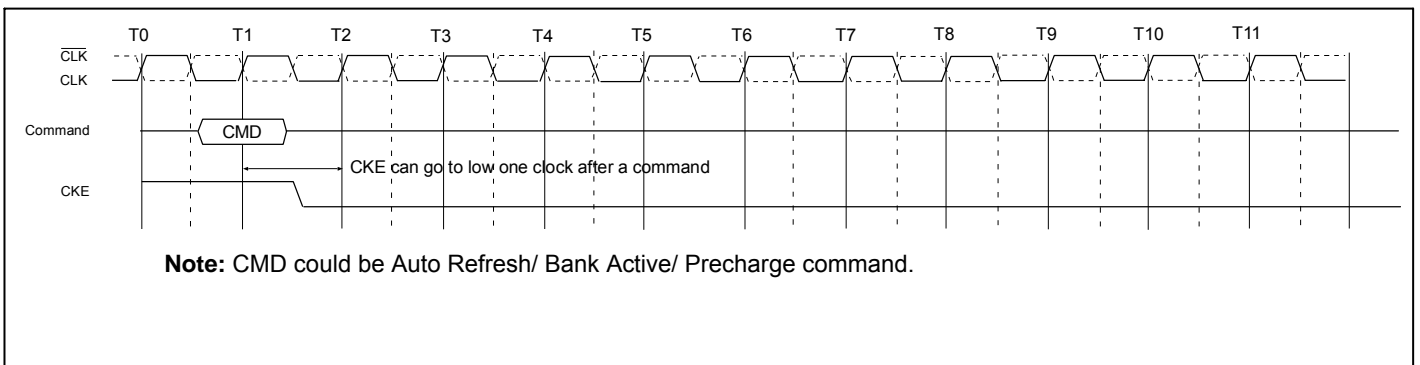 T0 T1 T2 T3 T4 T5 T6 T7 T8 T9 T10 T11
CLK
CLK
Command
CMD
CKE can go to low one clock after a command
CKE
Note: CMD could be Auto Refresh/ Bank Active/ Precharge command.